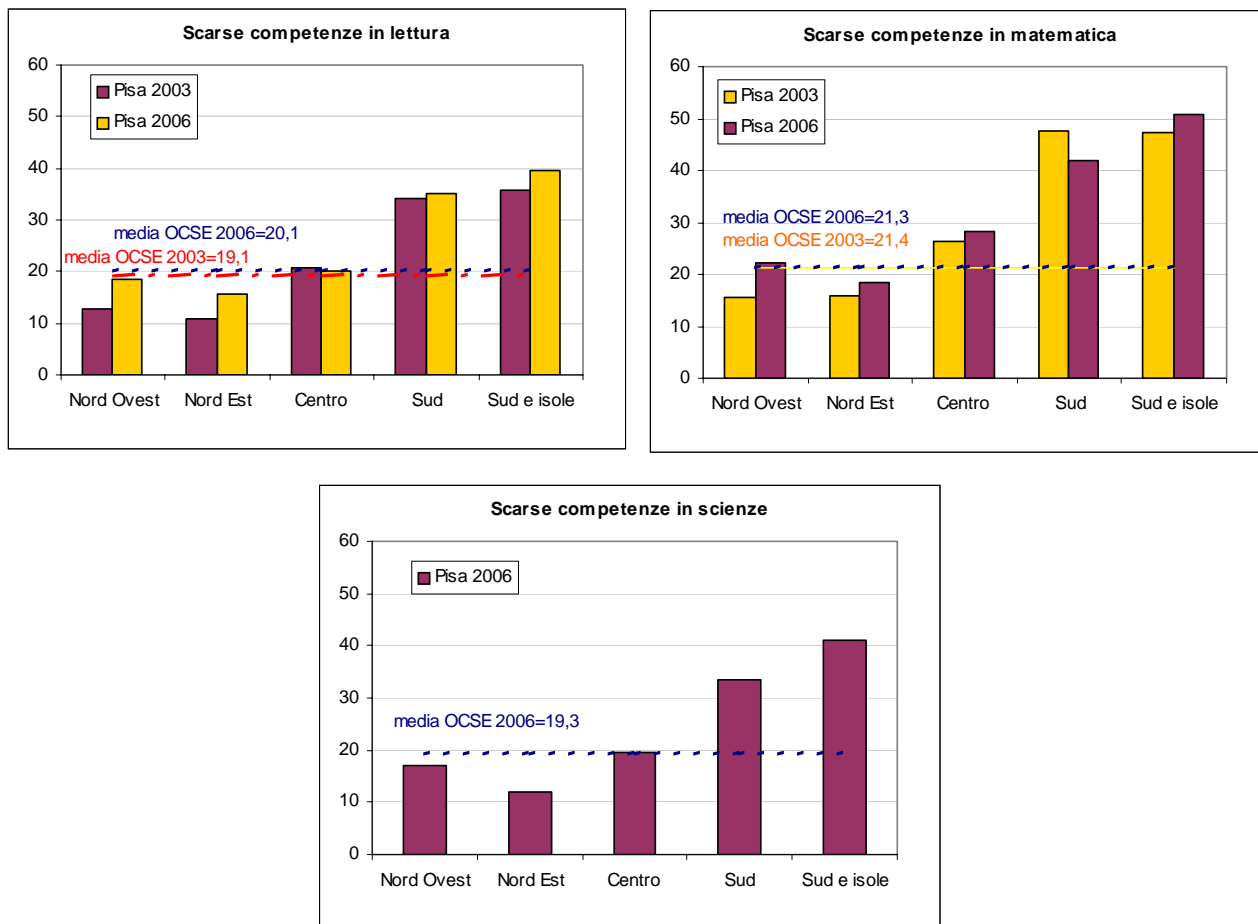 Scarse competenze in lettura
60
50
40
30
20
10
0
Pisa 2003
Pisa 2006
media OCSE 2006=20,1
media OCSE 2003=19,1
Nord Ovest Nord Est Centro Sud Sud e isole
Scarse competenze in matematica
60
50
40
30
20
10
0
Pisa 2003
Pisa 2006
media OCSE 2006=21,3
media OCSE 2003=21,4
Nord Ovest Nord Est Centro Sud Sud e isole
Scarse competenze in scienze
60
50
40
30
20
10
0
Pisa 2006
media OCSE 2006=19,3
Nord Ovest Nord Est Centro Sud Sud e isole